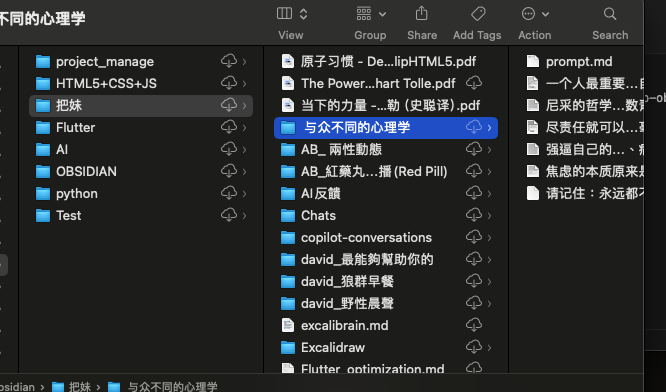 不同的心理學
View
Group
Share
Add Tags
Action
Search
project_manage
HTML5+CSS+JS
把妹
Flutter
AI
OBSIDIAN
python
Test
原子习惯 - De...lipHTML5.pdf
The Power...hart Tolle.pdf
当下的力量 -...勒 (史聪译) .pdf
与众不同的心理学
AB_ 兩性動態
AB_紅藥丸...播 (Red Pill)
AI反饋
Chats
copilot-conversations
david_最能夠幫助你的
david_狼群早餐
david_野性晨聲
excalibrain.md
Excalidraw
Flutter_optimization.md
prompt.md
一个人最重要...自
尼采的哲学...数
尽责任就可以...
强逼自己的...、
焦虑的本质原来是
请记住：永远都不
o-ob
osidian
把妹
与众不同的心理学